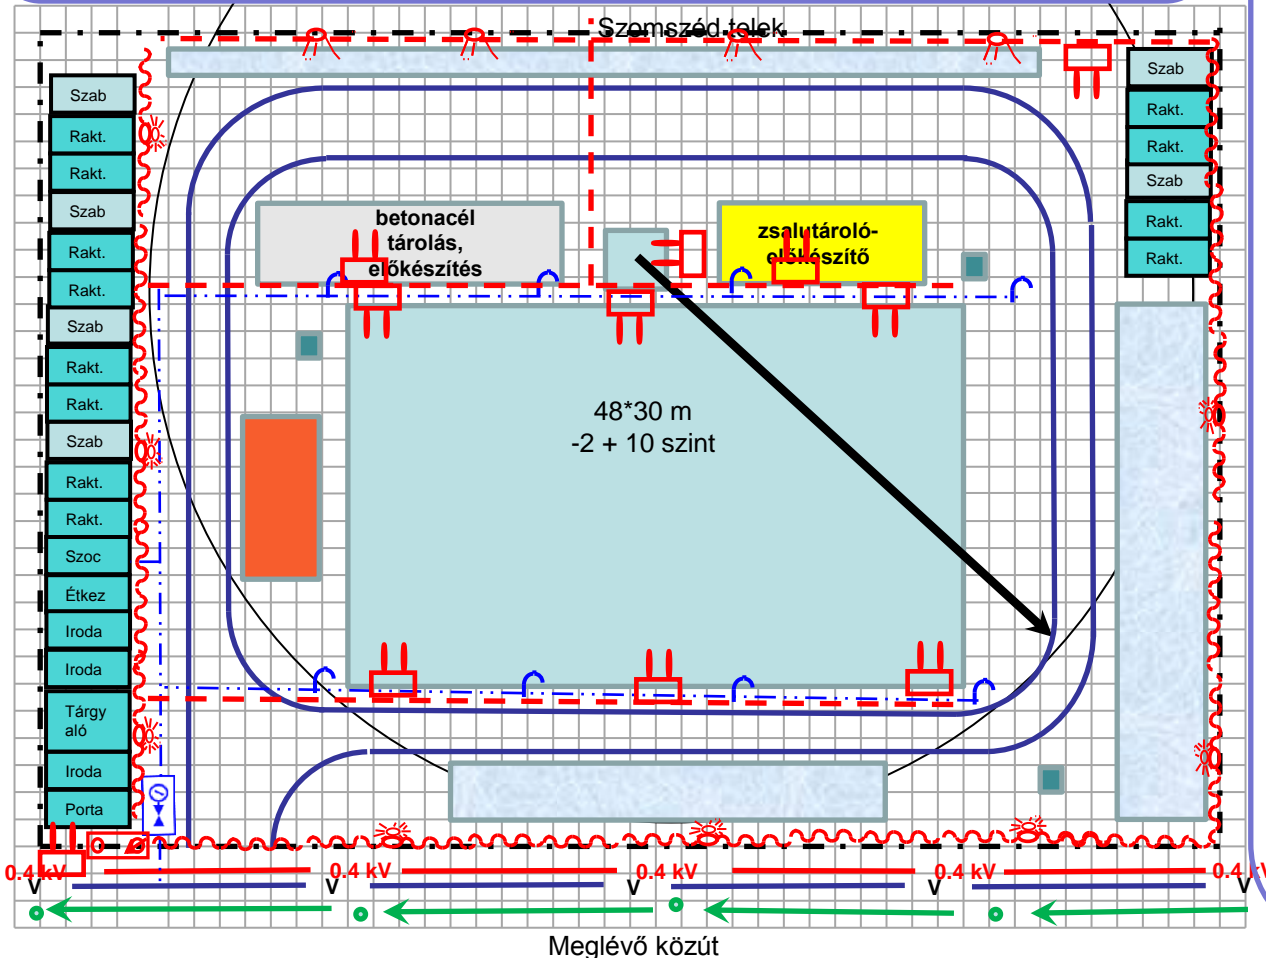 Szomszéd telek
Szab
Rakt.
Rakt.
Szab
Rakt.
Rakt.
Szab
Rakt.
Rakt.
Szab
Rakt.
Rakt.
Szoc
Étkez
Iroda
Iroda
Tárgy
aló
Iroda
Porta
betonacél
tárolás,
előkészítés
zsalutároló-
előkészítő
Szab
Rakt.
Rakt.
Szab
Rakt.
Rakt.
48*30 m
-2 + 10 szint
0.4 kV
0.4 kV
0.4 kV
0.4 kV
0.4 kV
V
V
V
V
V
Meglévő közút